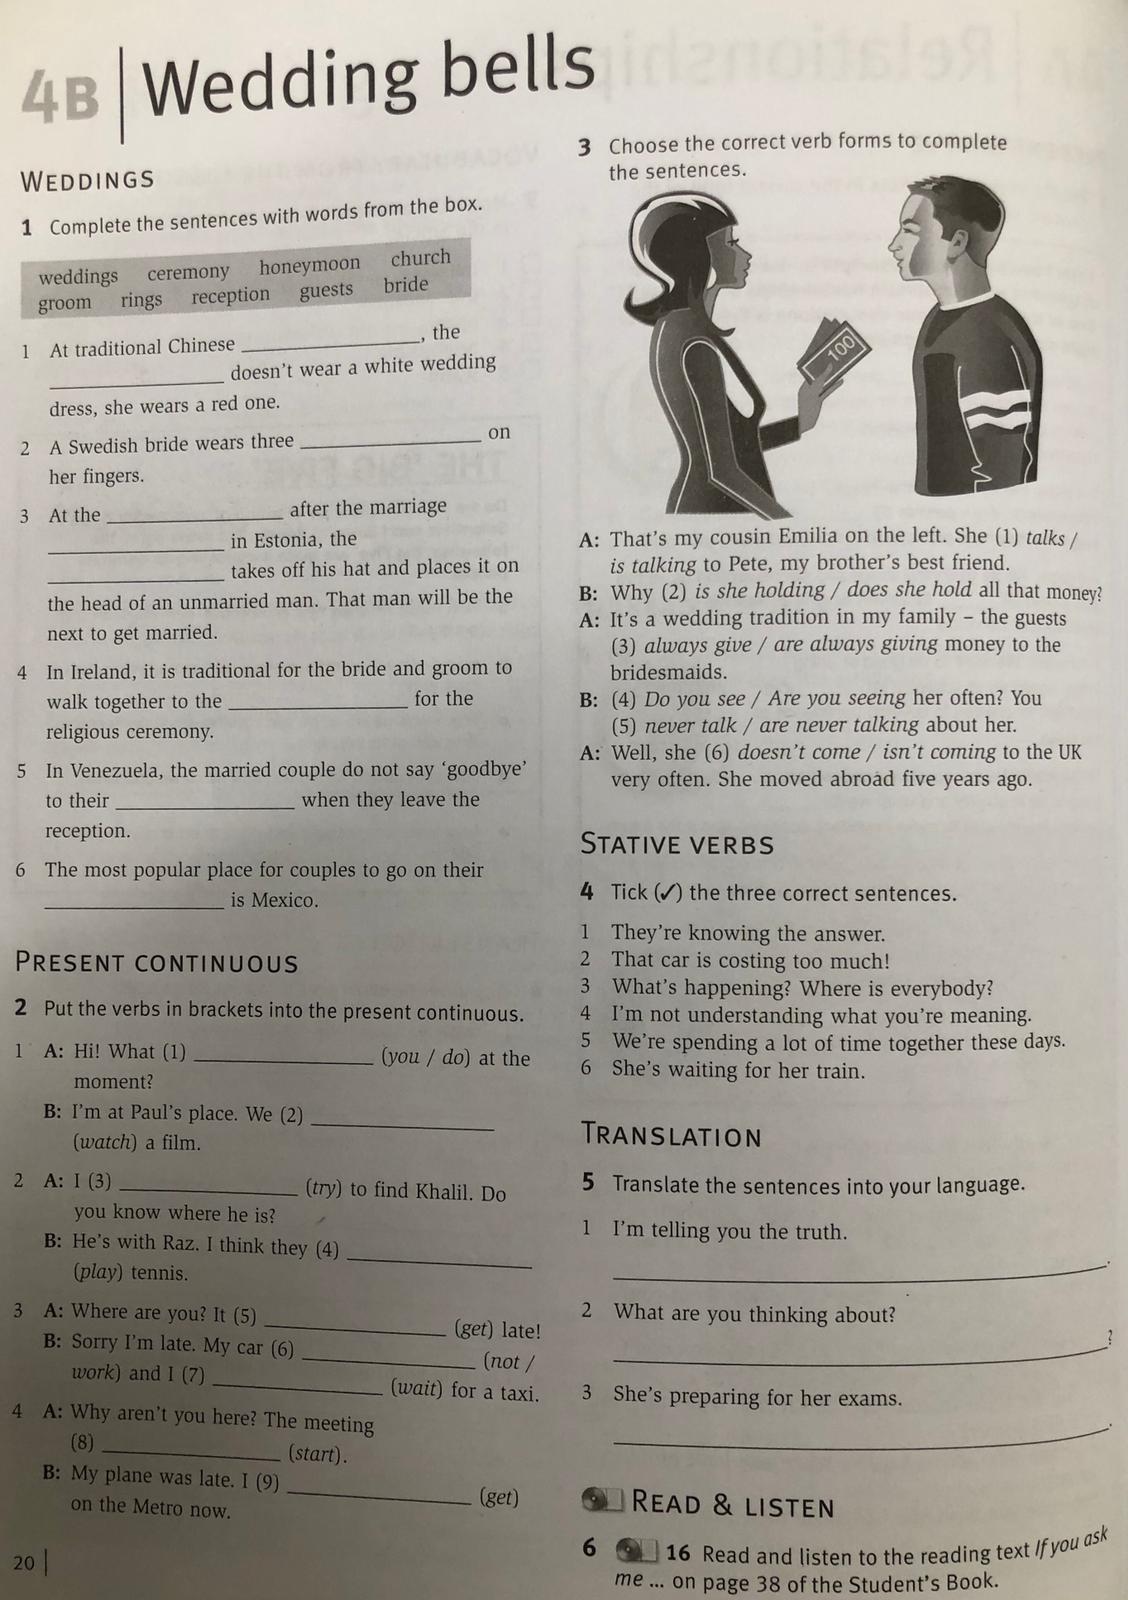 4B Wedding bells
WEDDINGS
1 Complete the sentences with words from the box.
weddings ceremony honeymoon church
groom rings reception guests bride
1 At traditional Chinese ____________, the
____________ doesn't wear a white wedding
dress, she wears a red one.
2 A Swedish bride wears three ____________ on
her fingers.
3 At the ____________ after the marriage
____________ in Estonia, the
____________ takes off his hat and places it on
the head of an unmarried man. That man will be the
next to get married.
4 In Ireland, it is traditional for the bride and groom to
walk together to the ____________ for the
religious ceremony.
5 In Venezuela, the married couple do not say 'goodbye'
to their ____________ when they leave the
reception.
6 The most popular place for couples to go on their
____________ is Mexico.
PRESENT CONTINUOUS
2 Put the verbs in brackets into the present continuous.
1 A: Hi! What (1) ____________ (you / do) at the
moment?
B: I'm at Paul's place. We (2) ____________
(watch) a film.
2 A: I (3) ____________ (try) to find Khalil. Do
you know where he is?
B: He's with Raz. I think they (4) ____________
(play) tennis.
3 A: Where are you? It (5) ____________ (get) late!
B: Sorry I'm late. My car (6) ____________ (not /
work) and I (7) ____________ (wait) for a taxi.
4 A: Why aren't you here? The meeting
(8) ____________ (start).
B: My plane was late. I (9) ____________ (get)
on the Metro now.
20
3 Choose the correct verb forms to complete
the sentences.
100
A: That's my cousin Emilia on the left. She (1) talks /
is talking to Pete, my brother's best friend.
B: Why (2) is she holding / does she hold all that money?
A: It's a wedding tradition in my family – the guests
(3) always give / are always giving money to the
bridesmaids.
B: (4) Do you see / Are you seeing her often? You
(5) never talk / are never talking about her.
A: Well, she (6) doesn't come / isn't coming to the UK
very often. She moved abroad five years ago.
STATIVE VERBS
4 Tick (✓) the three correct sentences.
1 They're knowing the answer.
2 That car is costing too much!
3 What's happening? Where is everybody?
4 I'm not understanding what you're meaning.
5 We're spending a lot of time together these days.
6 She's waiting for her train.
TRANSLATION
5 Translate the sentences into your language.
1 I'm telling you the truth.
____________.
2 What are you thinking about?
____________?
3 She's preparing for her exams.
____________.
READ & LISTEN
6 16 Read and listen to the reading text If you ask
me ... on page 38 of the Student's Book.